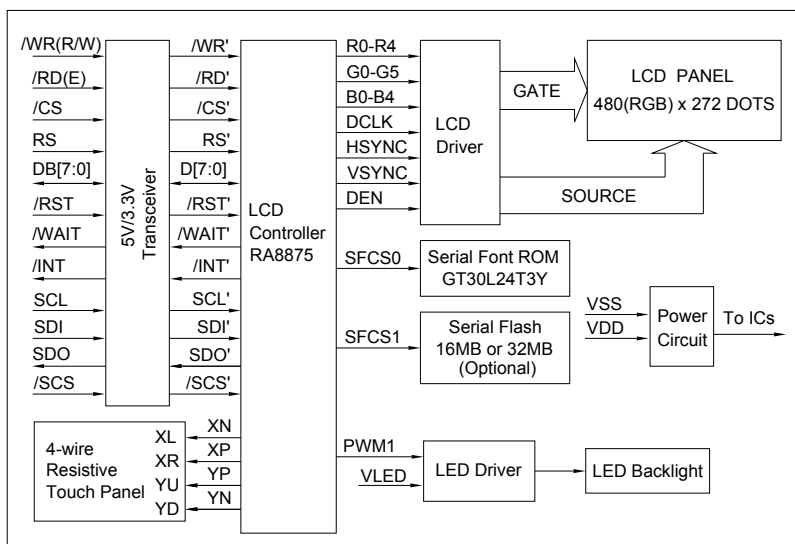 /WR(R/W)
/RD(E)
/CS
RS
DB[7:0]
/RST
/WAIT
/INT
SCL
SDI
SDO
/SCS
5V/3.3V
Transceiver
/WR'
/RD'
/CS'
RS'
D[7:0]
/RST'
/WAIT'
/INT'
SCL'
SDI'
SDO'
/SCS'
LCD
Controller
RA8875
R0-R4
G0-G5
B0-B4
DCLK
HSYNC
VSYNC
DEN
LCD
Driver
GATE
SOURCE
LCD PANEL
480(RGB) x 272 DOTS
SFCS0
Serial Font ROM
GT30L24T3Y
SFCS1
Serial Flash
16MB or 32MB
(Optional)
VSS
VDD
Power
Circuit
To ICs
4-wire
Resistive
Touch Panel
XL
XR
YU
YD
XN
XP
YP
YN
PWM1
VLED
LED Driver
LED Backlight